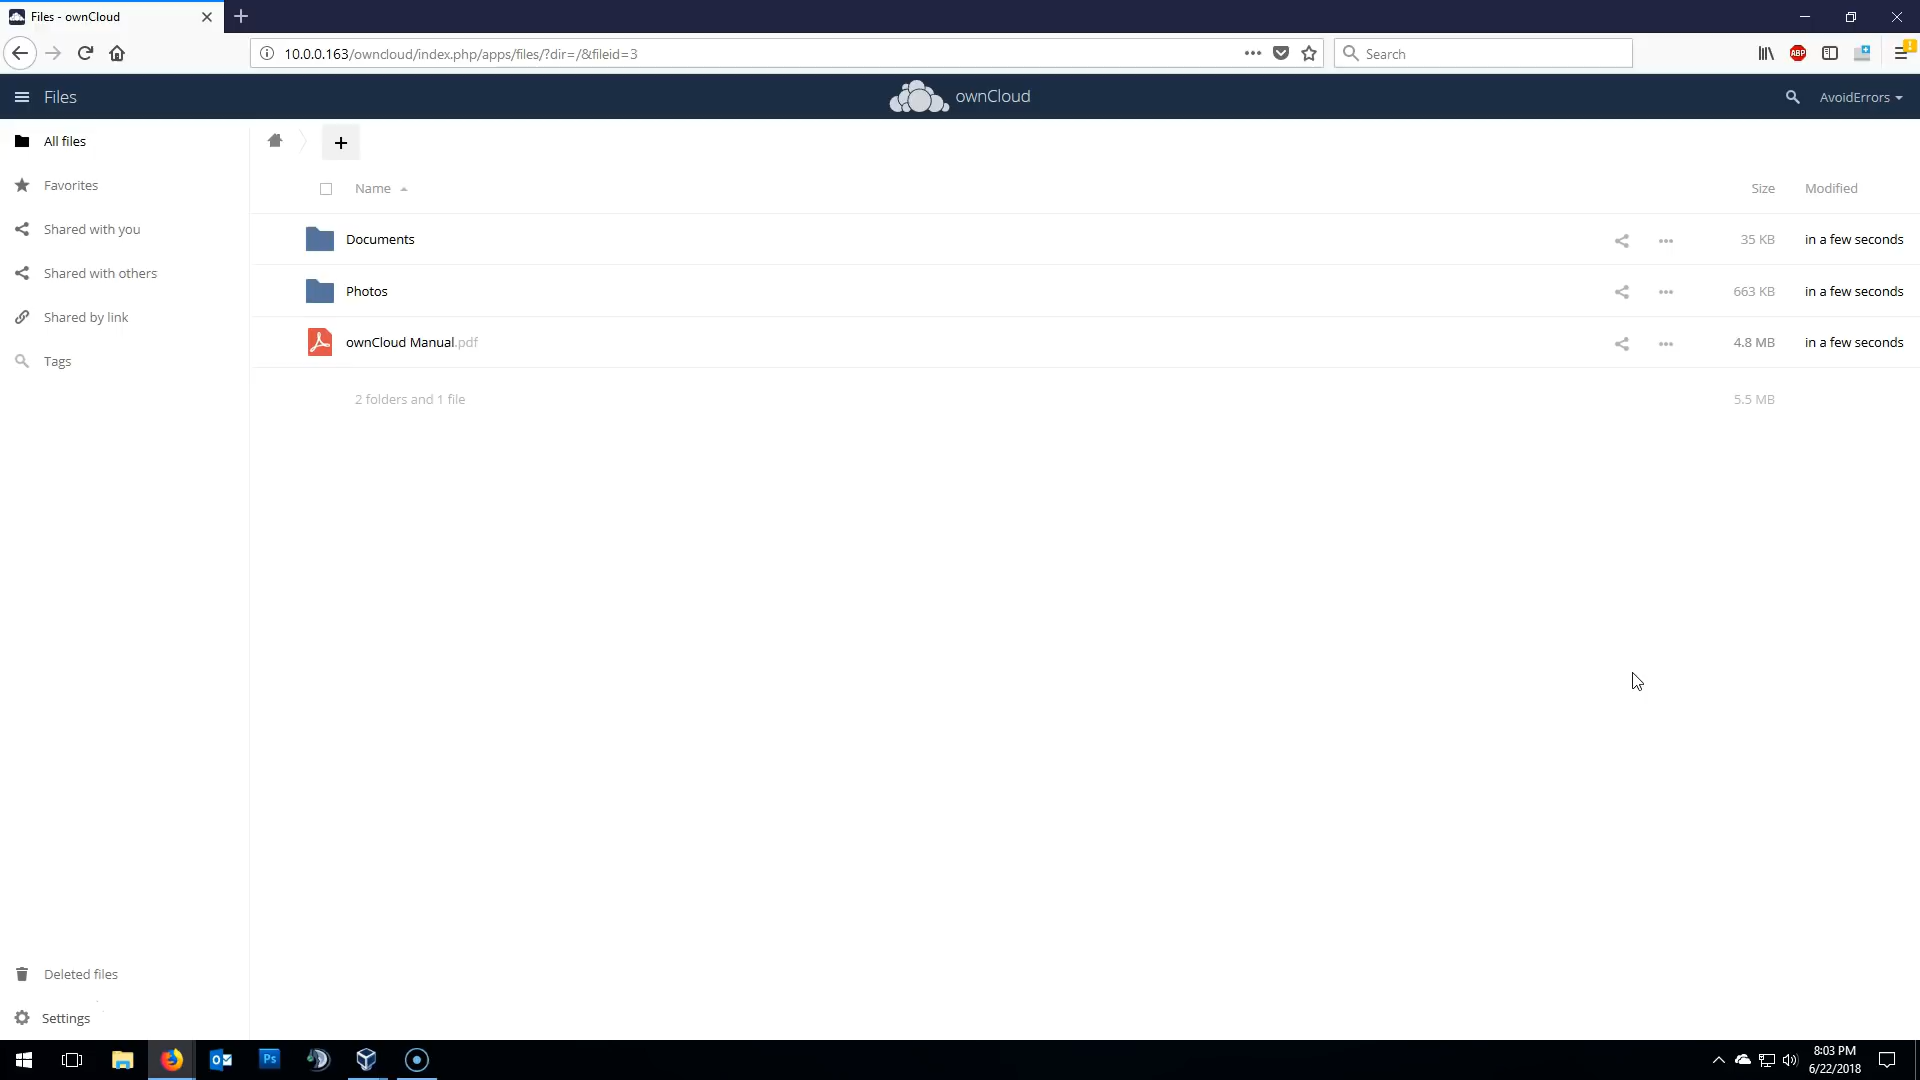 Files - ownCloud
10.0.0.163/owncloud/index.php/apps/files/?dir=/&fileid=3
Search
ABP
Files
ownCloud
AvoidErrors
All files
Favorites
Shared with you
Shared with others
Shared by link
Tags
Name
Size
Modified
Documents
35 KB
in a few seconds
Photos
663 KB
in a few seconds
ownCloud Manual.pdf
4.8 MB
in a few seconds
2 folders and 1 file
5.5 MB
Deleted files
Settings
Ps
8:03 PM
6/22/2018